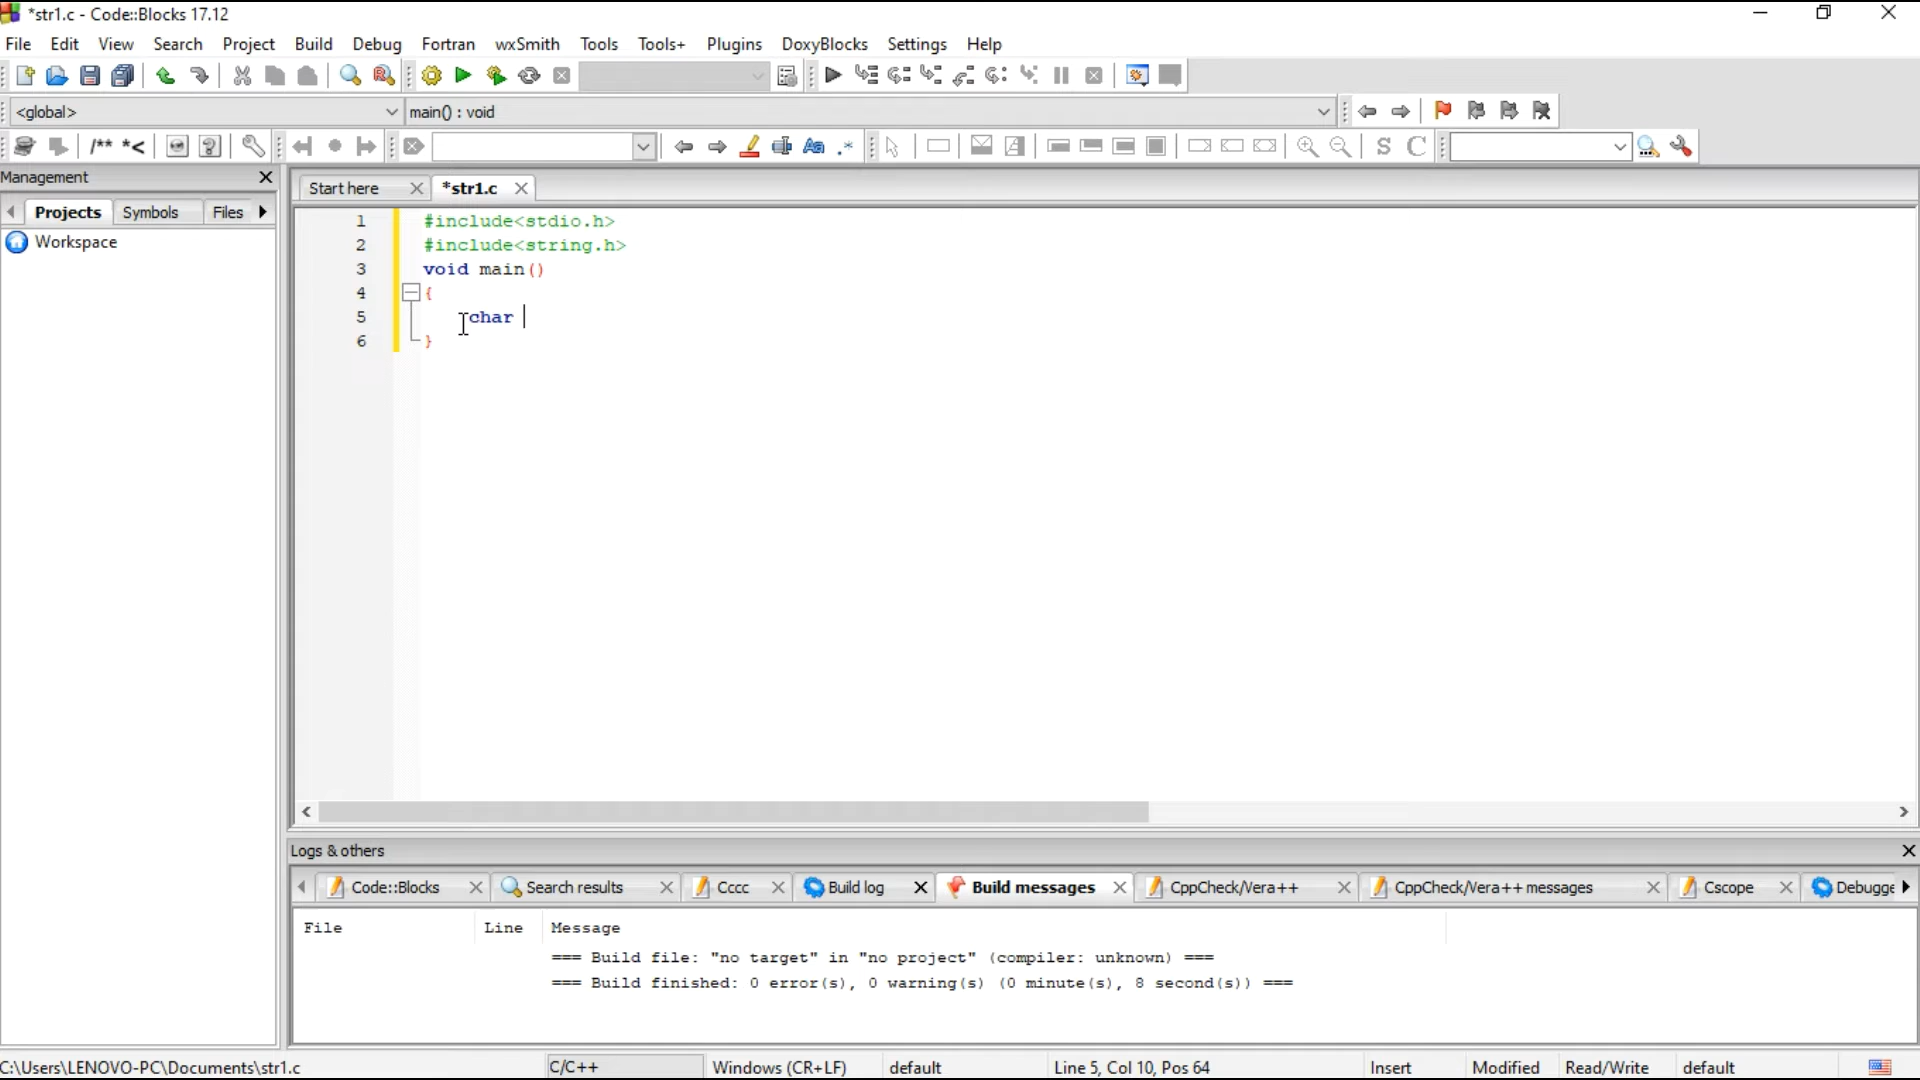 *str1.c - Code::Blocks 17.12
File Edit View Search Project Build Debug Fortran wxSmith Tools Tools+ Plugins DoxyBlocks Settings Help
<global> main() : void
/** *< Aa .* S C
Management
Projects Symbols Files
Workspace
Start here *str1.c
1 #include<stdio.h>
2 #include<string.h>
3 void main()
4 {
5 char
6 }
Logs & others
Code::Blocks Search results Cccc Build log Build messages CppCheck/Vera++ CppCheck/Vera++ messages Cscope Debugge
File Line Message
=== Build file: "no target" in "no project" (compiler: unknown) ===
=== Build finished: 0 error(s), 0 warning(s) (0 minute(s), 8 second(s)) ===
C:\Users\LENOVO-PC\Documents\str1.c C/C++ Windows (CR+LF) default Line 5, Col 10, Pos 64 Insert Modified Read/Write default